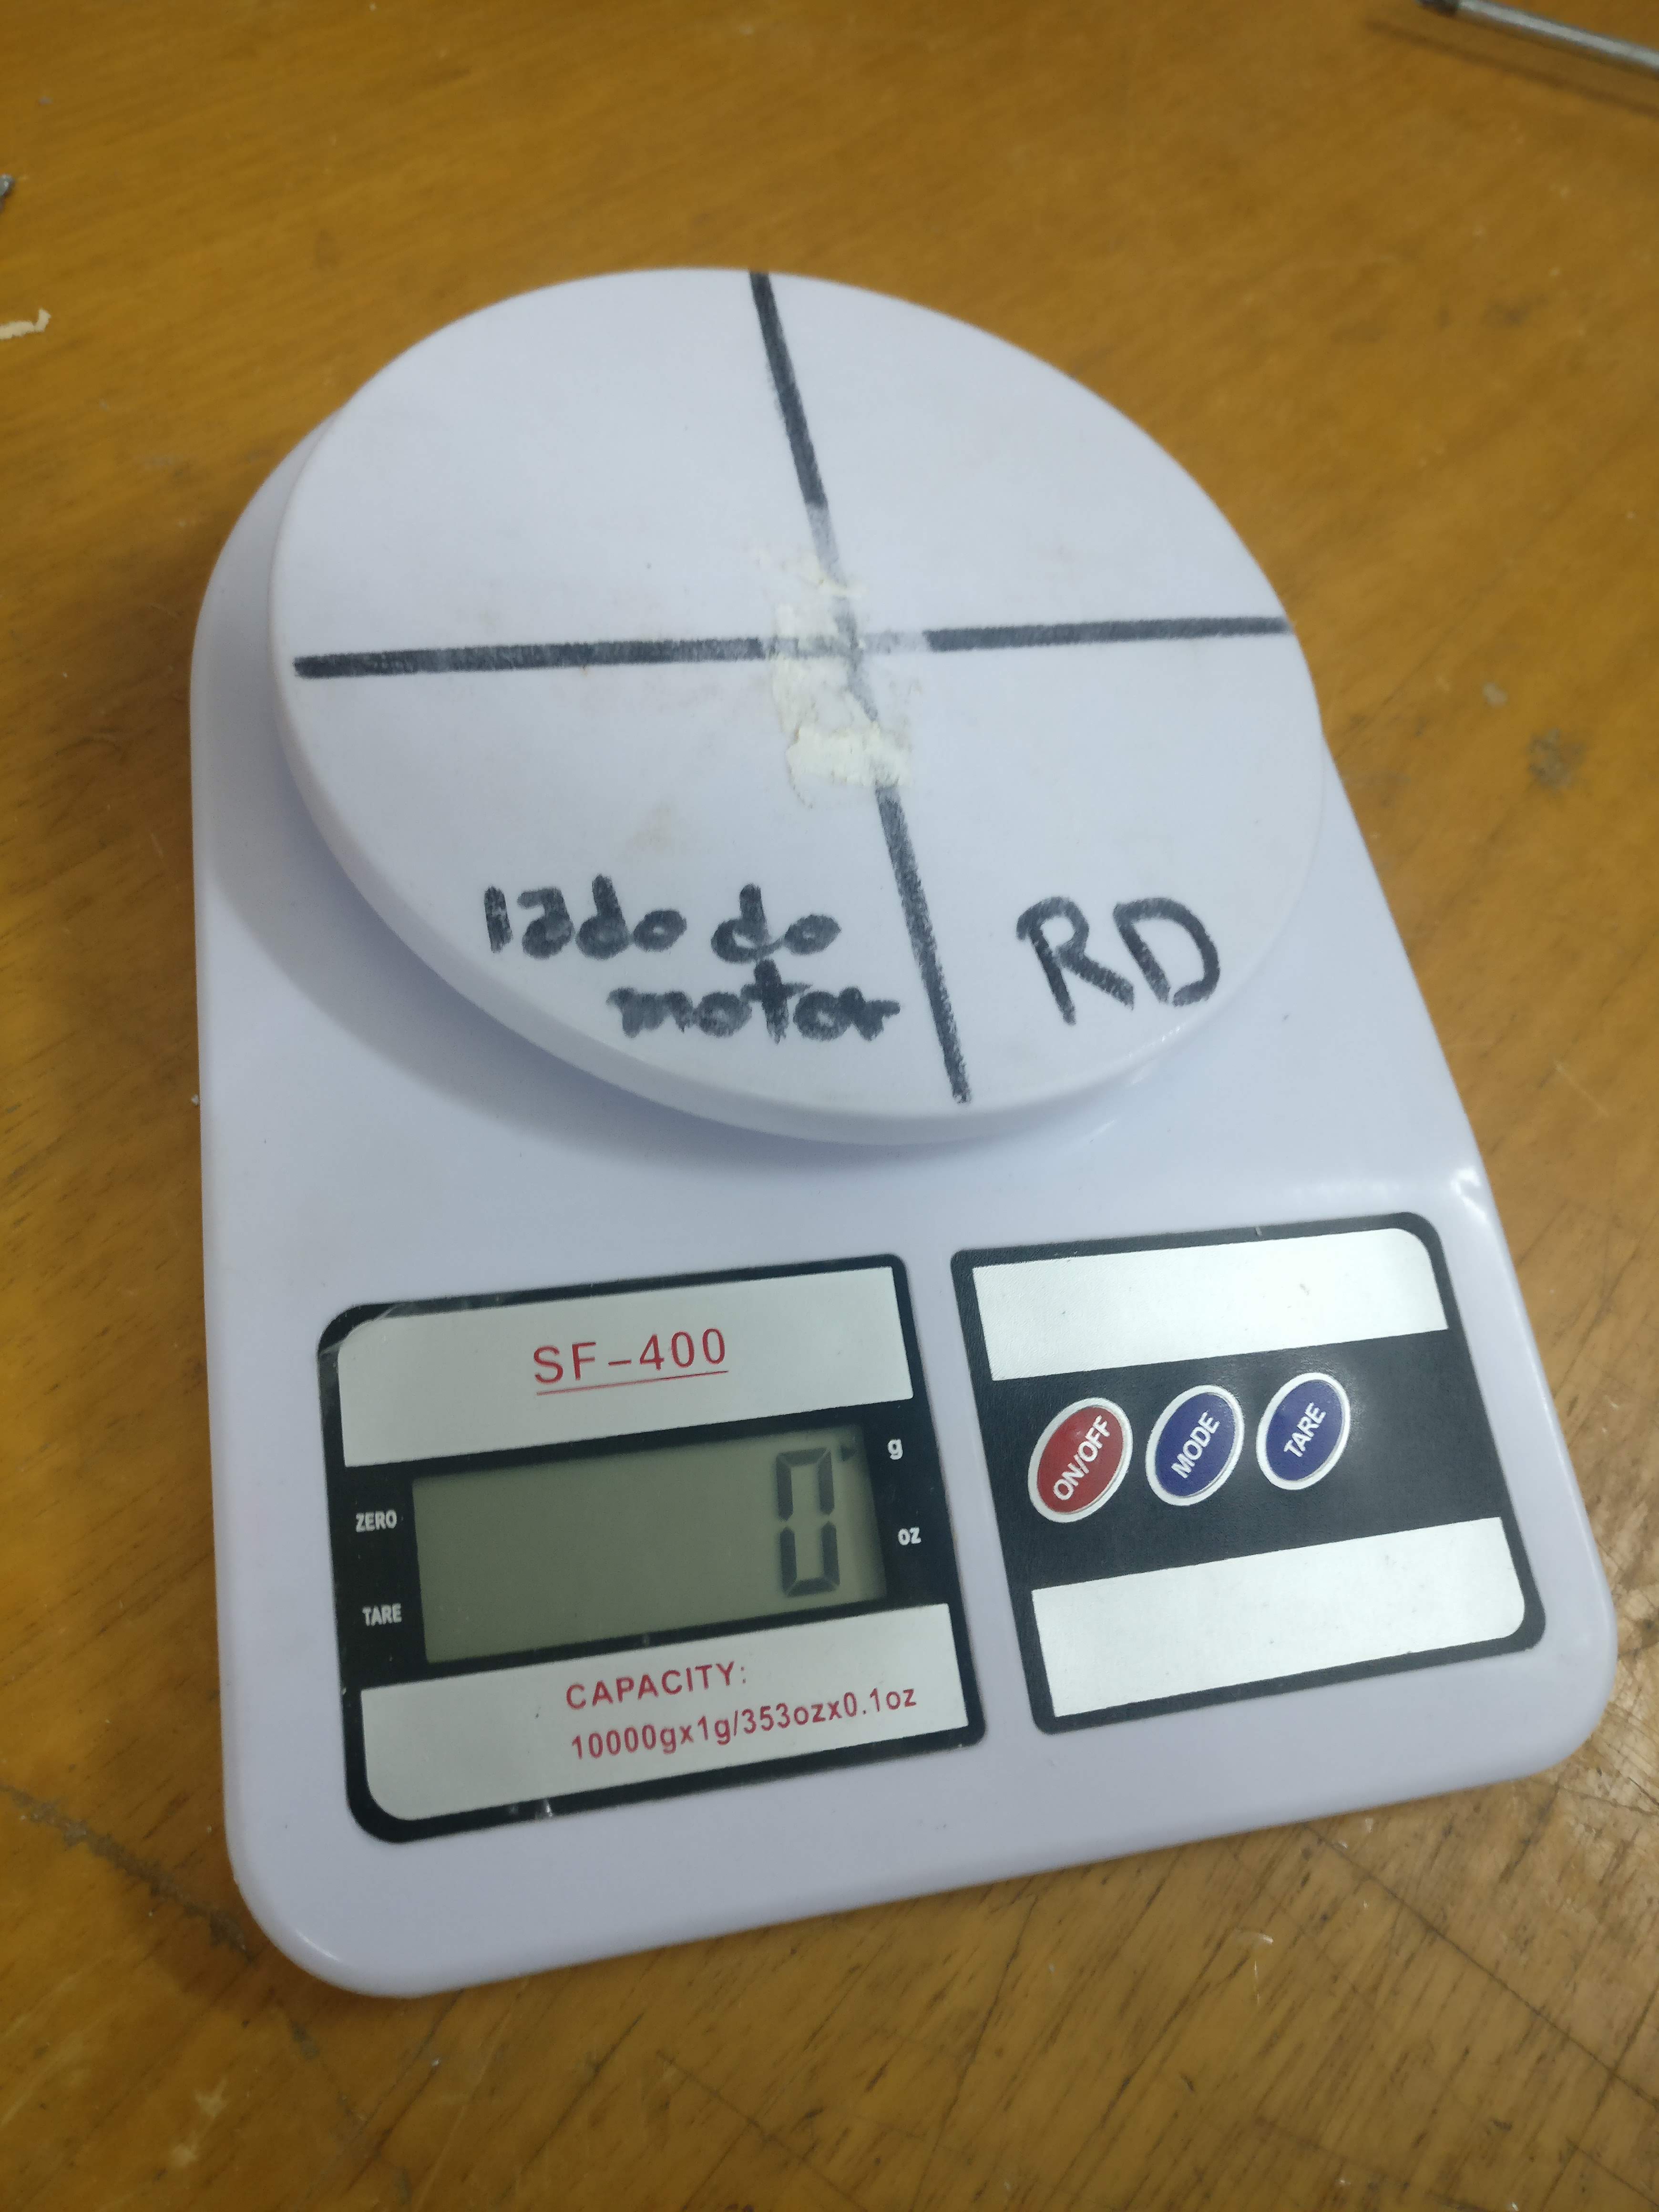 lado do
motor
RD
SF-400
ZERO
TARE
0
g
oz
CAPACITY:
10000gx1g/353ozx0.1oz
ON/OFF
MODE
TARE